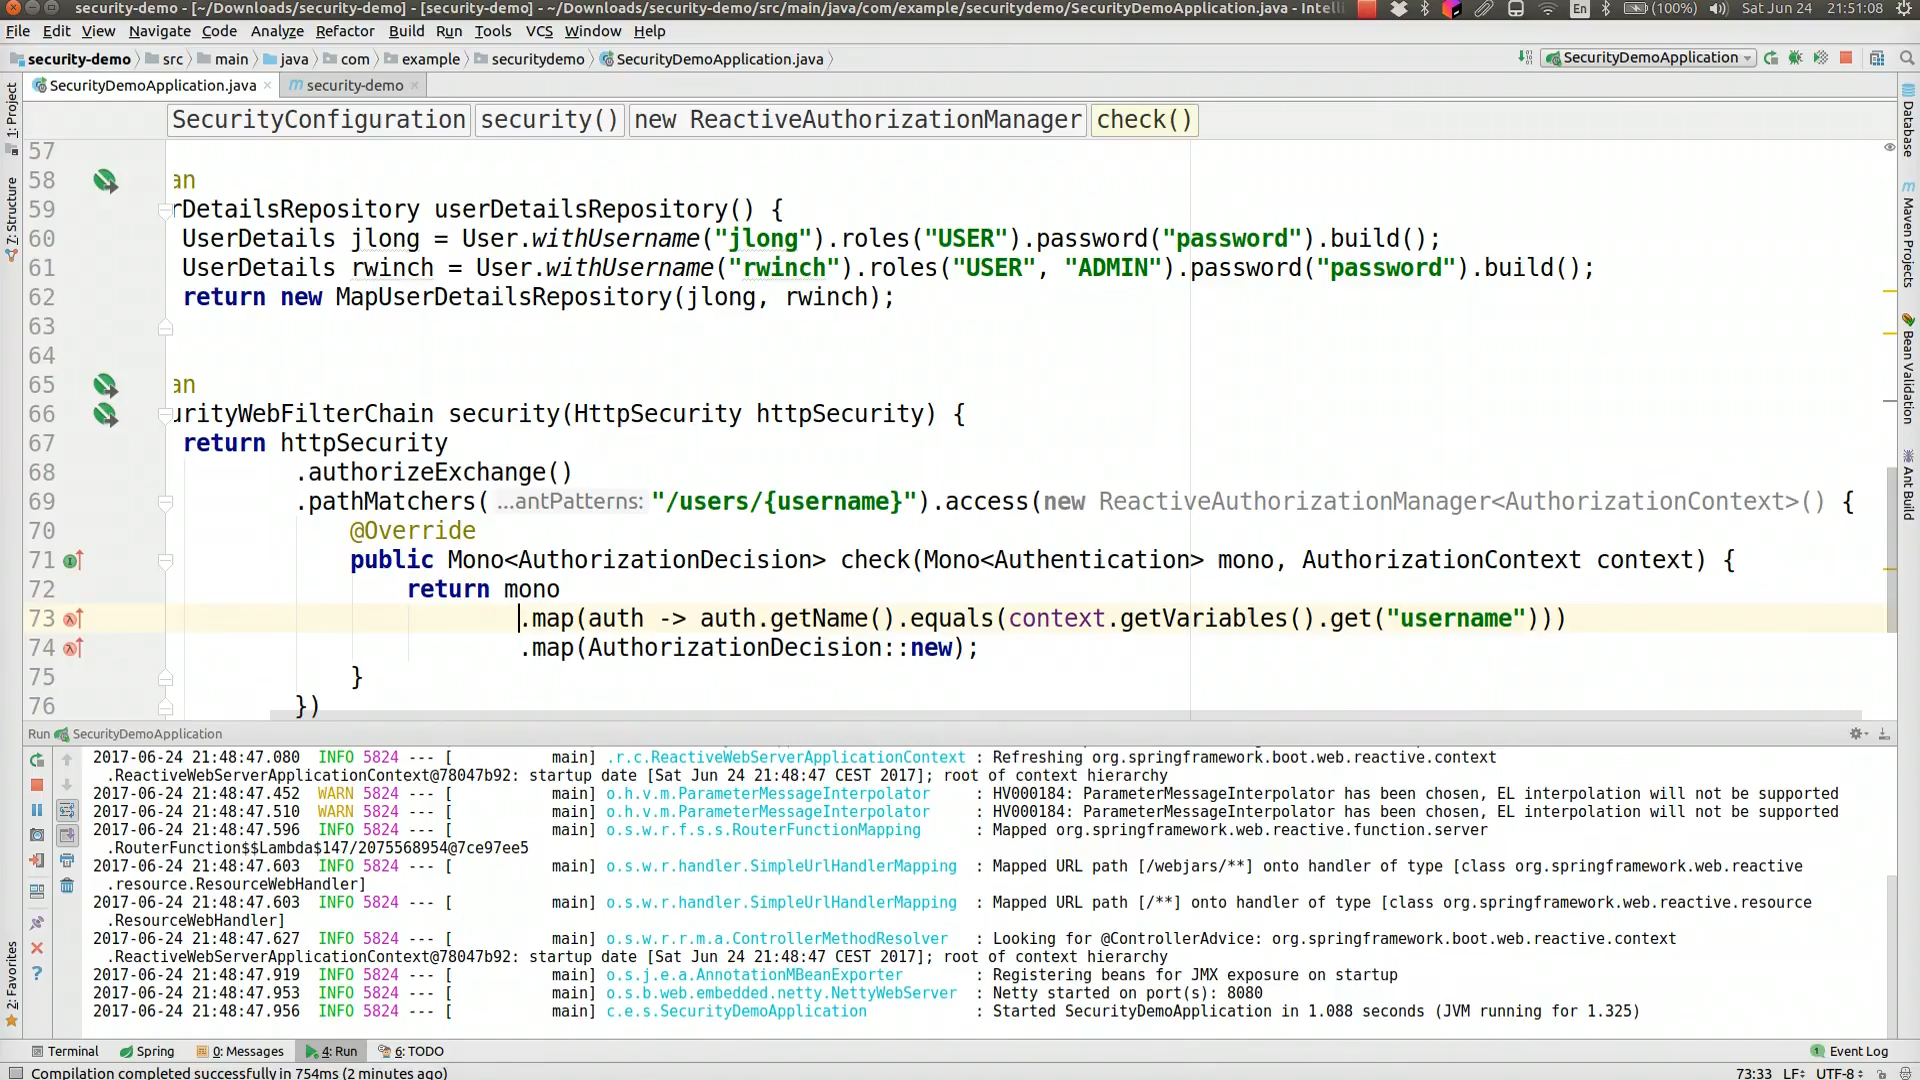 security-demo - [~/Downloads/security-demo] - [security-demo] - ~/Downloads/security-demo/src/main/java/com/example/securitydemo/SecurityDemoApplication.java - Intelli
En
(100%)
Sat Jun 24
21:51:08
File Edit View Navigate Code Analyze Refactor Build Run Tools VCS Window Help
security-demo src main java com example securitydemo SecurityDemoApplication.java
SecurityDemoApplication
SecurityDemoApplication.java
security-demo
SecurityConfiguration security() new ReactiveAuthorizationManager check()
57
58 an
59 rDetailsRepository userDetailsRepository() {
60 UserDetails jlong = User.withUsername("jlong").roles("USER").password("password").build();
61 UserDetails rwinch = User.withUsername("rwinch").roles("USER", "ADMIN").password("password").build();
62 return new MapUserDetailsRepository(jlong, rwinch);
63
64
65 an
66 urityWebFilterChain security(HttpSecurity httpSecurity) {
67 return httpSecurity
68 .authorizeExchange()
69 .pathMatchers( ...antPatterns: "/users/{username}").access(new ReactiveAuthorizationManager<AuthorizationContext>() {
70 @Override
71 public Mono<AuthorizationDecision> check(Mono<Authentication> mono, AuthorizationContext context) {
72 return mono
73 .map(auth -> auth.getName().equals(context.getVariables().get("username")))
74 .map(AuthorizationDecision::new);
75 }
76 })
1: Project
7: Structure
2: Favorites
Database
Maven Projects
Bean Validation
Ant Build
Run SecurityDemoApplication
2017-06-24 21:48:47.080 INFO 5824 --- [ main] .r.c.ReactiveWebServerApplicationContext : Refreshing org.springframework.boot.web.reactive.context
.ReactiveWebServerApplicationContext@78047b92: startup date [Sat Jun 24 21:48:47 CEST 2017]; root of context hierarchy
2017-06-24 21:48:47.452 WARN 5824 --- [ main] o.h.v.m.ParameterMessageInterpolator : HV000184: ParameterMessageInterpolator has been chosen, EL interpolation will not be supported
2017-06-24 21:48:47.510 WARN 5824 --- [ main] o.h.v.m.ParameterMessageInterpolator : HV000184: ParameterMessageInterpolator has been chosen, EL interpolation will not be supported
2017-06-24 21:48:47.596 INFO 5824 --- [ main] o.s.w.r.f.s.s.RouterFunctionMapping : Mapped org.springframework.web.reactive.function.server
.RouterFunction$$Lambda$147/2075568954@7ce97ee5
2017-06-24 21:48:47.603 INFO 5824 --- [ main] o.s.w.r.handler.SimpleUrlHandlerMapping : Mapped URL path [/webjars/**] onto handler of type [class org.springframework.web.reactive
.resource.ResourceWebHandler]
2017-06-24 21:48:47.603 INFO 5824 --- [ main] o.s.w.r.handler.SimpleUrlHandlerMapping : Mapped URL path [/**] onto handler of type [class org.springframework.web.reactive.resource
.ResourceWebHandler]
2017-06-24 21:48:47.627 INFO 5824 --- [ main] o.s.w.r.r.m.a.ControllerMethodResolver : Looking for @ControllerAdvice: org.springframework.boot.web.reactive.context
.ReactiveWebServerApplicationContext@78047b92: startup date [Sat Jun 24 21:48:47 CEST 2017]; root of context hierarchy
2017-06-24 21:48:47.919 INFO 5824 --- [ main] o.s.j.e.a.AnnotationMBeanExporter : Registering beans for JMX exposure on startup
2017-06-24 21:48:47.953 INFO 5824 --- [ main] o.s.b.web.embedded.netty.NettyWebServer : Netty started on port(s): 8080
2017-06-24 21:48:47.956 INFO 5824 --- [ main] c.e.s.SecurityDemoApplication : Started SecurityDemoApplication in 1.088 seconds (JVM running for 1.325)
Terminal Spring 0: Messages 4: Run 6: TODO
1 Event Log
Compilation completed successfully in 754ms (2 minutes ago)
73:33 LF UTF-8